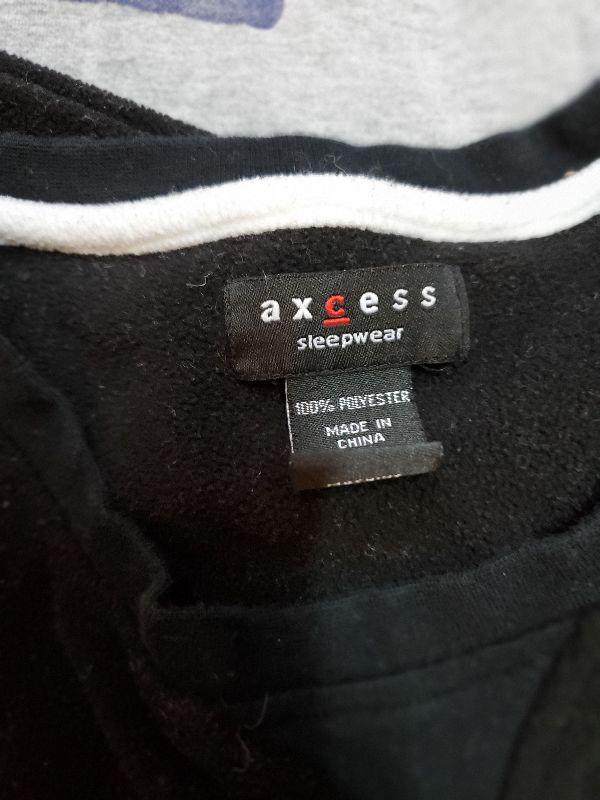 axcess
sleepwear
100% POLYESTER
MADE IN
CHINA